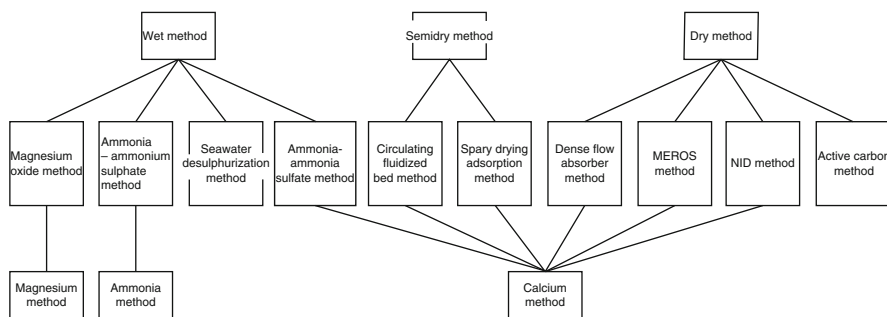 Wet method
Semidry method
Dry method
Magnesium
oxide method
Ammonia
– ammonium
sulphate
method
Seawater
desulphurization
method
Ammonia-
ammonia
sulfate method
Circulating
fluidized
bed method
Spary drying
adsorption
method
Dense flow
absorber
method
MEROS
method
NID method
Active carbon
method
Magnesium
method
Ammonia
method
Calcium
method